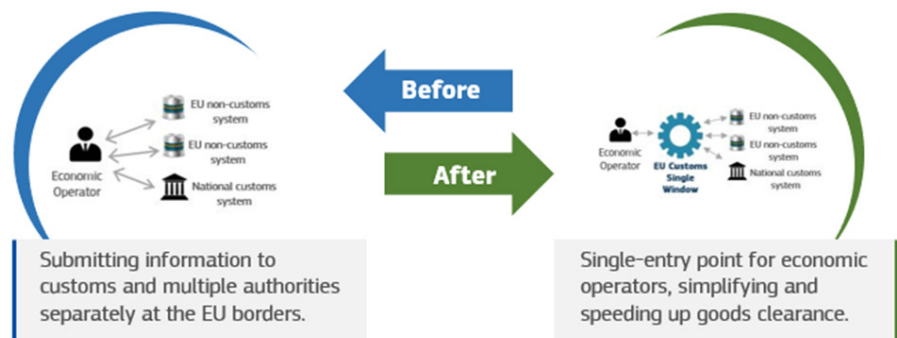 Before
After
EU non-customs
system
EU non-customs
system
National customs
system
Economic
Operator
Submitting information to
customs and multiple authorities
separately at the EU borders.
EU non-customs
system
EU non-customs
system
National customs
system
Economic
Operator
EU Customs
Single
Window
Single-entry point for economic
operators, simplifying and
speeding up goods clearance.